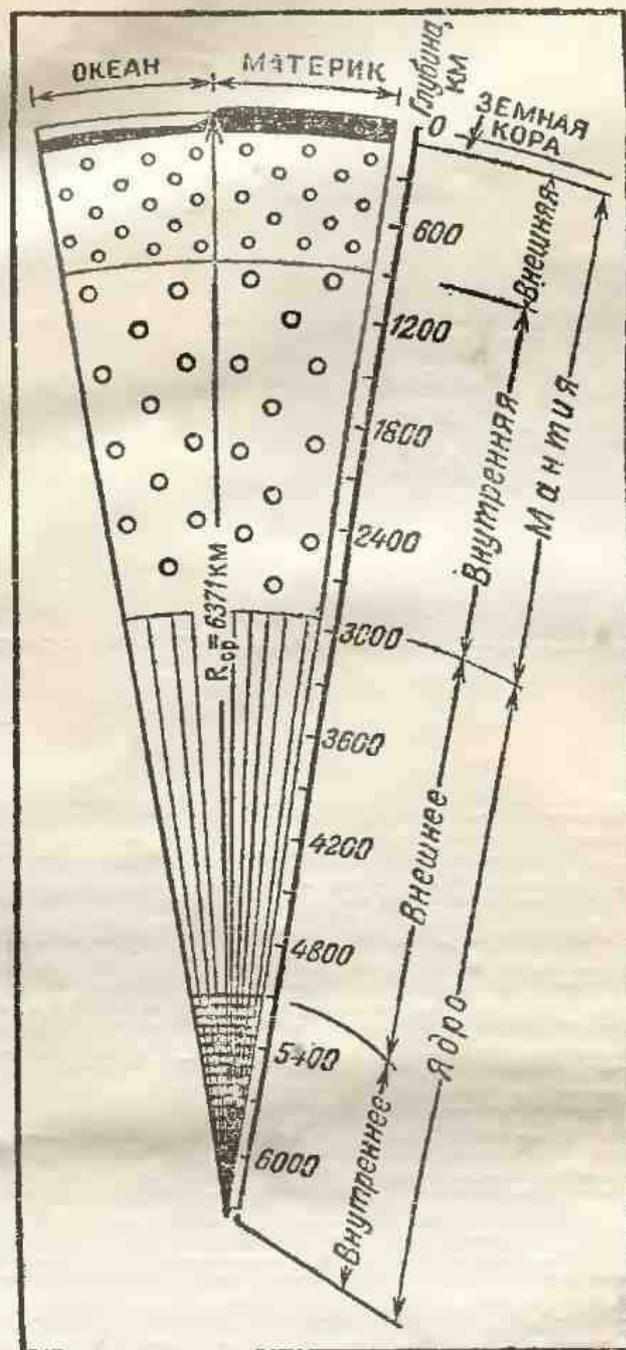 ОКЕАН
МАТЕРИК
Глубина,
КМ
ЗЕМНАЯ
КОРА
0
600
1200
1800
2400
3000
3600
4200
4800
5400
6000
Rср = 6371 КМ
Внешняя
Внутренняя
Мантия
Внешнее
Внутреннее
Ядро